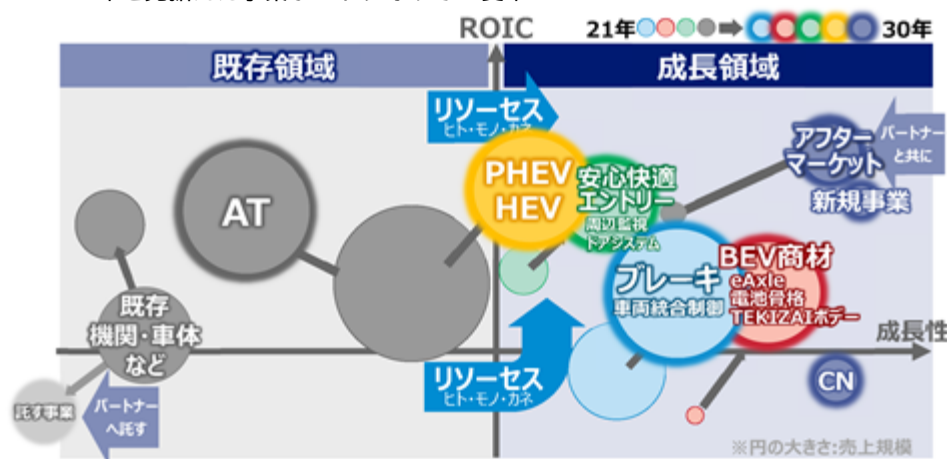 ROIC
21年
30年
既存領域
成長領域
リソーセス
ヒト・モノ・カネ
アフター
マーケット
パートナー
と共に
新規事業
PHEV
HEV
安心快適
エントリー
周辺監視
ドアシステム
AT
ブレーキ
車両統合制御
BEV商材
eAxle
電池骨格
TEKIZAIボデー
既存
機関・車体
など
成長性
リソーセス
ヒト・モノ・カネ
CN
託す事業
パートナー
へ託す
※円の大きさ:売上規模